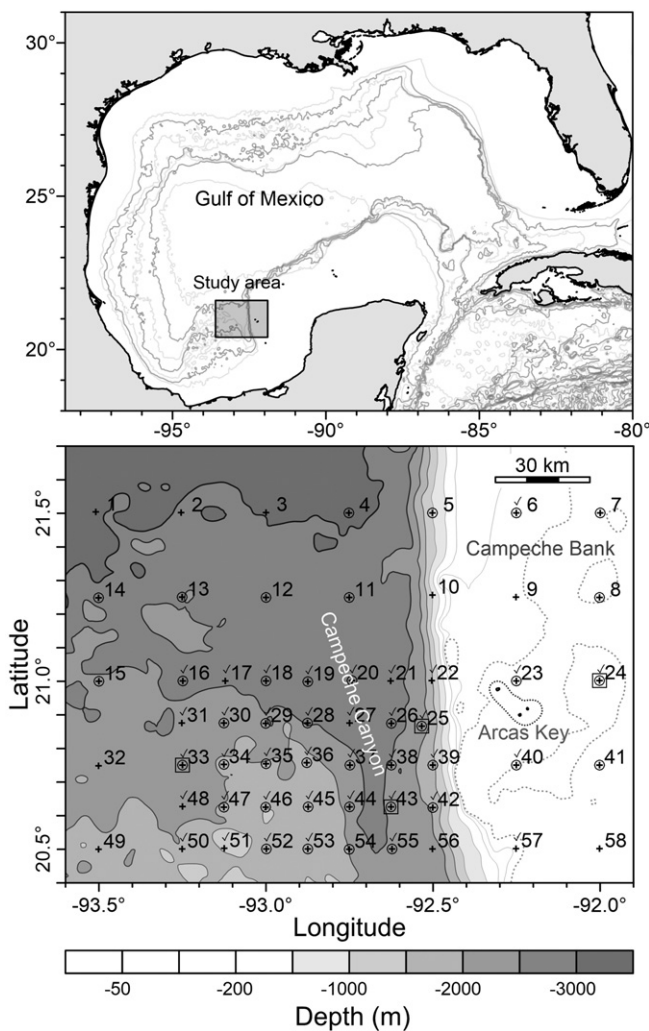 30°
25°
Gulf of Mexico
Study area
20°
-95° -90° -85° -80°
30 km
21.5° 1 2 3 4 5 6 7
Campeche Bank
14 13 12 11 10 9 8
Latitude
Campeche Canyon
21.0° 15 16 17 18 19 20 21 22 23 24
31 30 29 28 27 26 25
Arcas Key
32 33 34 35 36 37 38 39 40 41
48 47 46 45 44 43 42
20.5° 49 50 51 52 53 54 55 56 57 58
-93.5° -93.0° -92.5° -92.0°
Longitude
-50 -200 -1000 -2000 -3000
Depth (m)